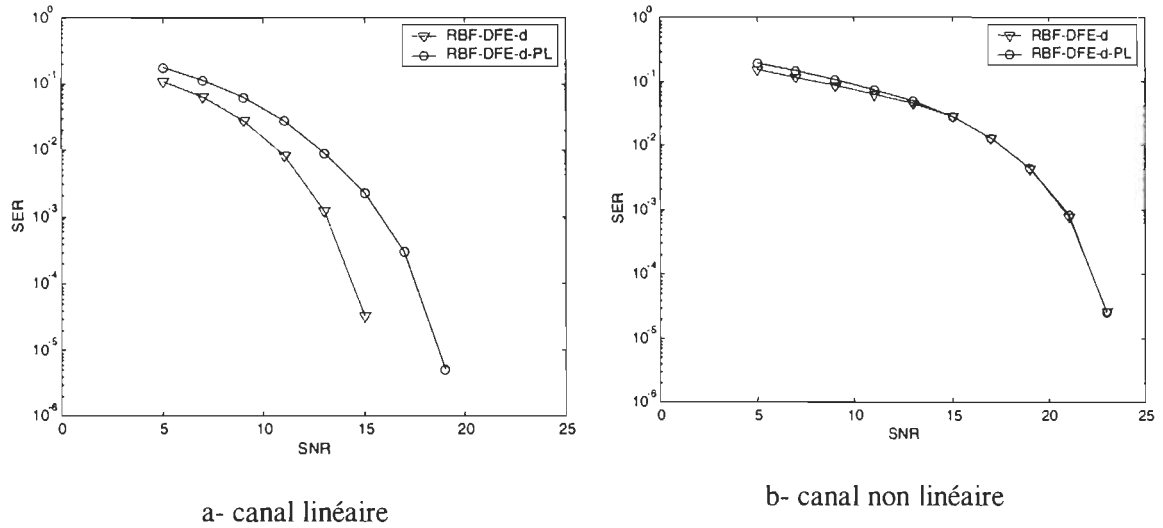 10^0
10^-1
10^-2
10^-3
10^-4
10^-5
10^-6
SER
0 5 10 15 20 25
SNR
RBF-DFE-d
RBF-DFE-d-PL
a- canal linéaire
10^0
10^-1
10^-2
10^-3
10^-4
10^-5
10^-6
SER
0 5 10 15 20 25
SNR
RBF-DFE-d
RBF-DFE-d-PL
b- canal non linéaire